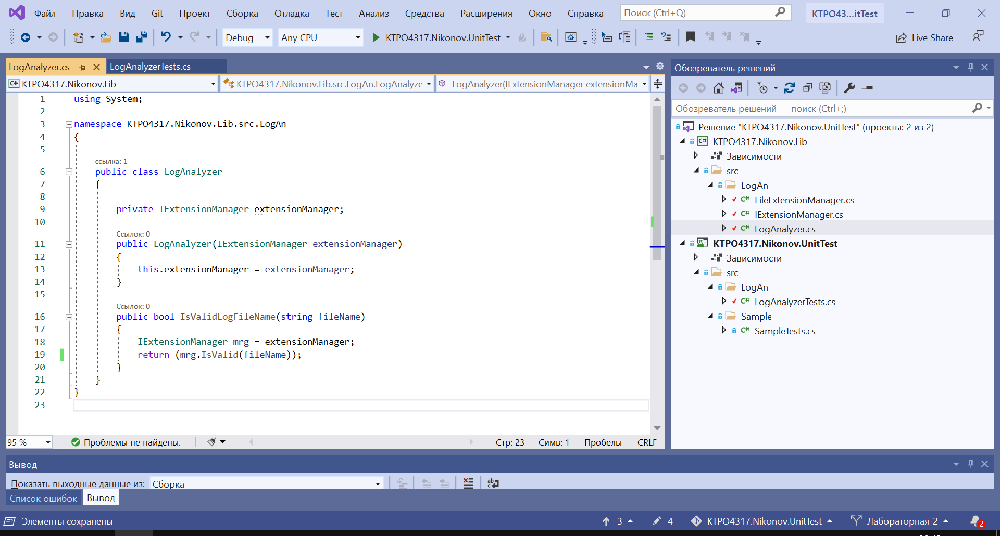 Файл Правка Вид Git Проект Сборка Отладка Тест Анализ Средства Расширения Окно Справка Поиск (Ctrl+Q) KTPO43...itTest
Debug Any CPU KTPO4317.Nikonov.UnitTest Live Share
LogAnalyzer.cs LogAnalyzerTests.cs
C# KTPO4317.Nikonov.Lib KTPO4317.Nikonov.Lib.src.LogAn.LogAnalyze LogAnalyzer(IExtensionManager extensionMa
1 using System;
2
3 namespace KTPO4317.Nikonov.Lib.src.LogAn
4 {
5
ссылка: 1
6 public class LogAnalyzer
7 {
8
9 private IExtensionManager extensionManager;
10
Ссылок: 0
11 public LogAnalyzer(IExtensionManager extensionManager)
12 {
13 this.extensionManager = extensionManager;
14 }
15
Ссылок: 0
16 public bool IsValidLogFileName(string fileName)
17 {
18 IExtensionManager mrg = extensionManager;
19 return (mrg.IsValid(fileName));
20 }
21 }
22 }
23
95 % Проблемы не найдены. Стр: 23 Симв: 1 Пробелы CRLF
Обозреватель решений
Обозреватель решений — поиск (Ctrl+;)
Решение "KTPO4317.Nikonov.UnitTest" (проекты: 2 из 2)
C# KTPO4317.Nikonov.Lib
Зависимости
src
LogAn
C# FileExtensionManager.cs
C# IExtensionManager.cs
C# LogAnalyzer.cs
KTPO4317.Nikonov.UnitTest
Зависимости
src
LogAn
C# LogAnalyzerTests.cs
Sample
C# SampleTests.cs
Вывод
Показать выходные данные из: Сборка
Список ошибок Вывод
Элементы сохранены 3 4 KTPO4317.Nikonov.UnitTest Лабораторная_2 2